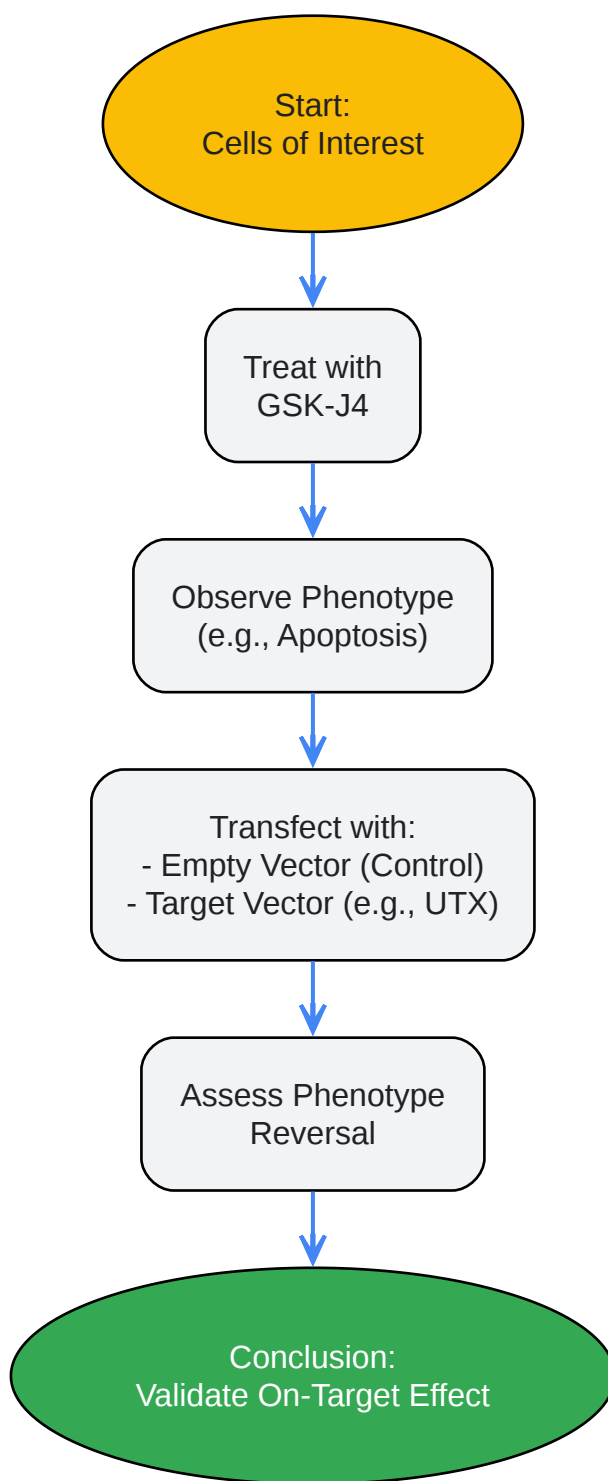 Start:
Cells of Interest
Treat with
GSK-J4
Observe Phenotype
(e.g., Apoptosis)
Transfect with:
- Empty Vector (Control)
- Target Vector (e.g., UTX)
Assess Phenotype
Reversal
Conclusion:
Validate On-Target Effect